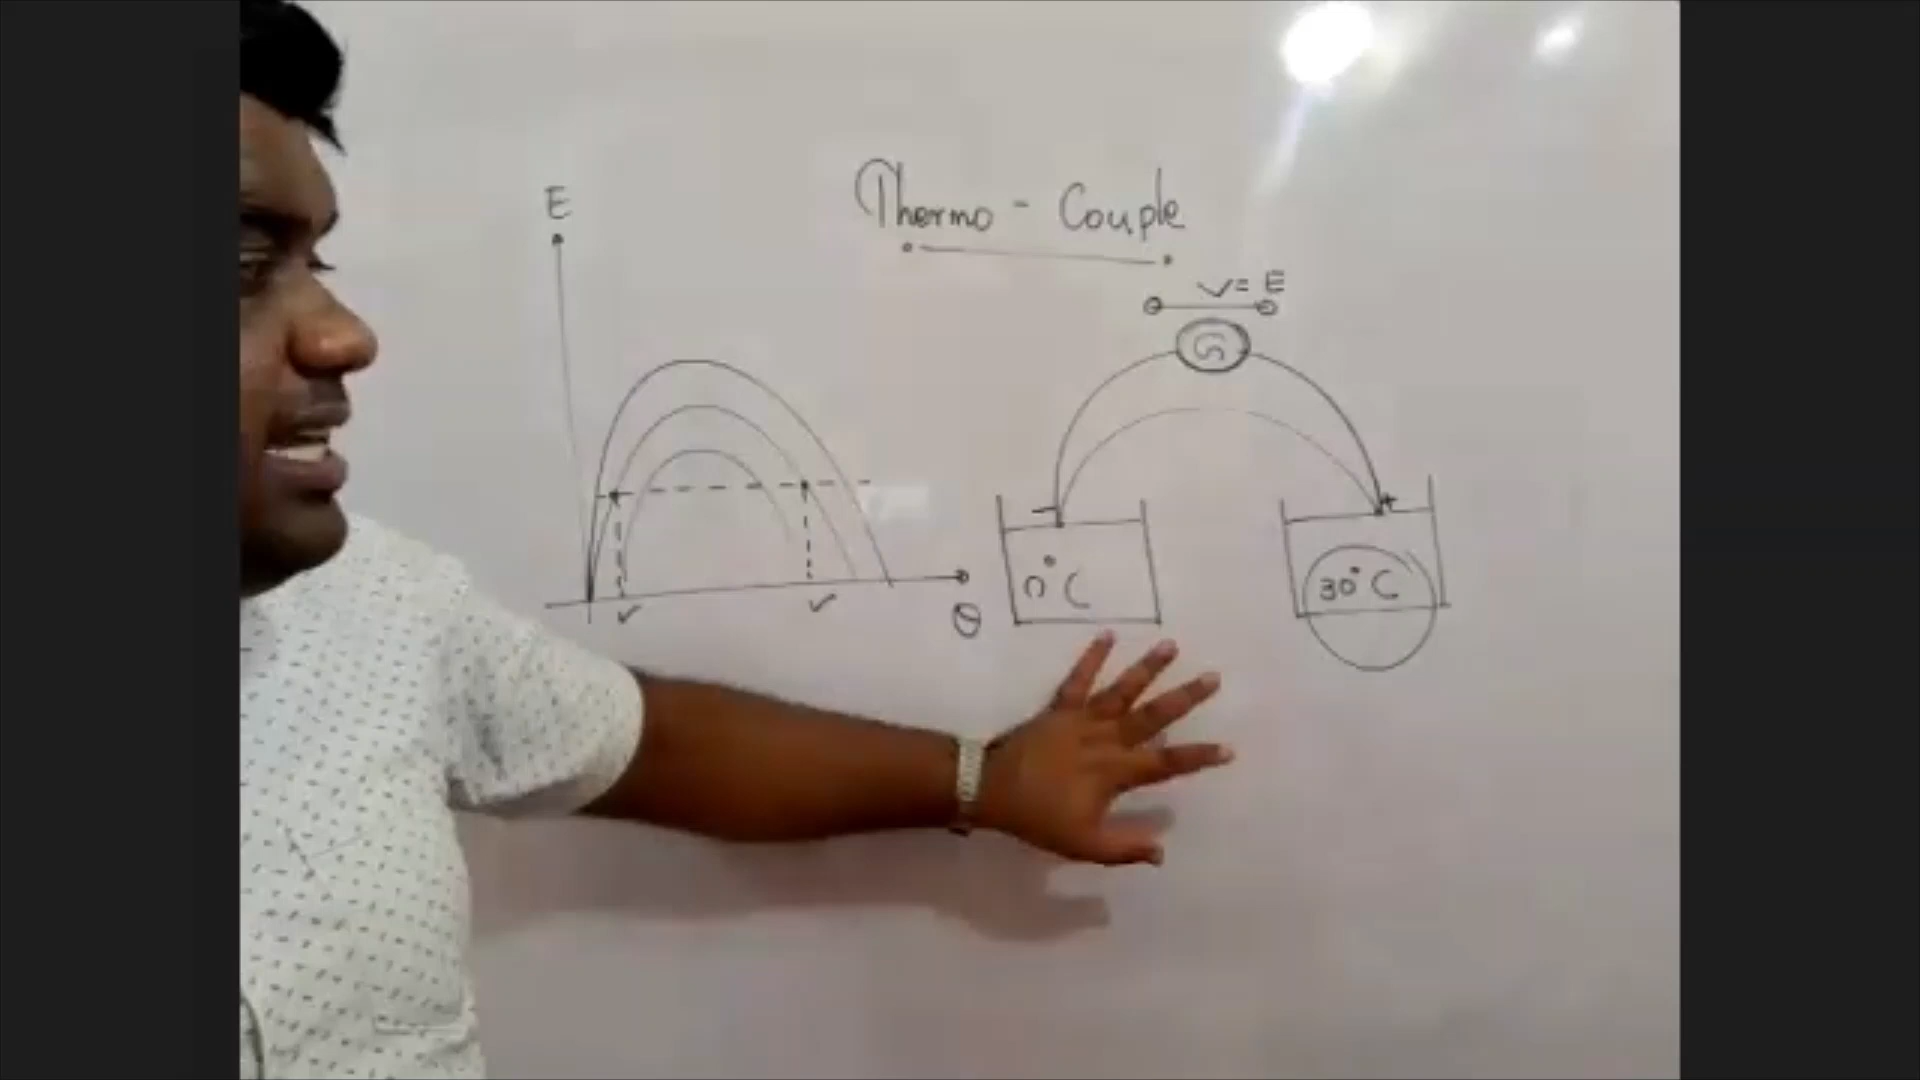 Thermo - Couple
E
V = E
G
0°C
30°C
θ